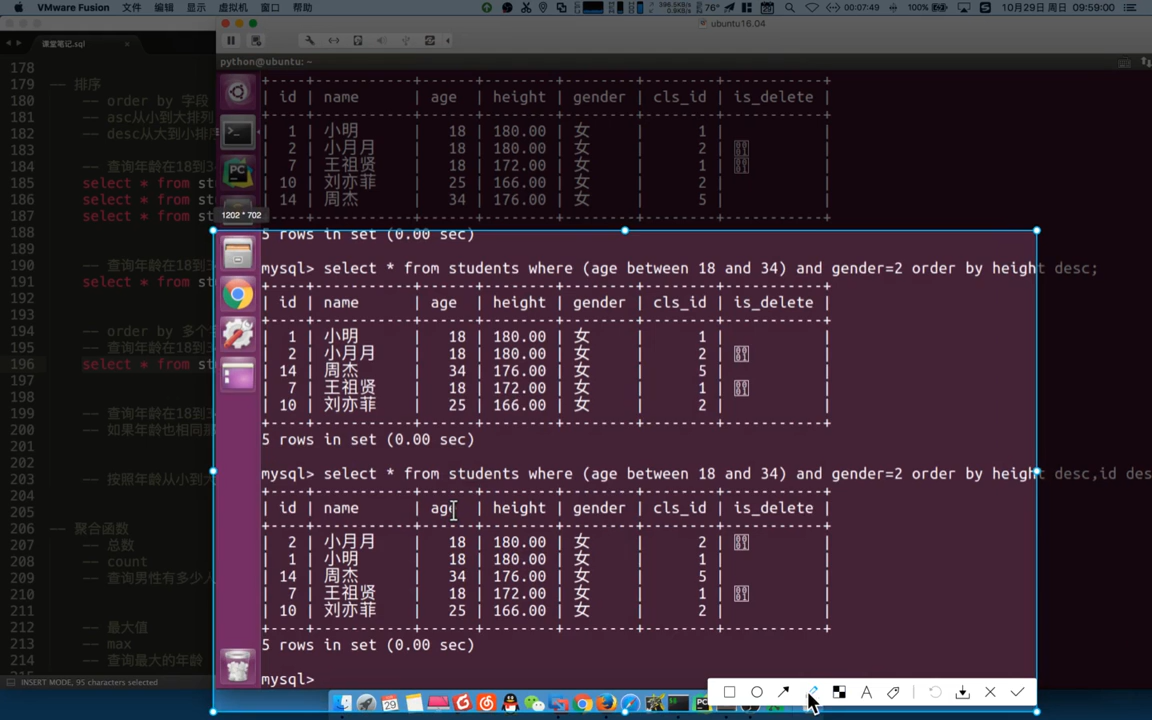 VMware Fusion 文件 编辑 显示 虚拟机 窗口 帮助 396.5KB/s 0.9KB/s 76° 00:07:49 100% 10月29日 周日 09:59:00
课堂笔记.sql ×
ubuntu16.04
python@ubuntu: ~
178
179 -- 排序
180 -- order by 字段
181 -- asc从小到大排列
182 -- desc从大到小排序
183
184 -- 查询年龄在18到3
185 select * from st
186 select * from st
187 select * from st
188
189
190 -- 查询年龄在18到3
191 select * from st
192
193
194 -- order by 多个
195 -- 查询年龄在18到3
196 select * from st
197
198
199 -- 查询年龄在18到3
200 -- 如果年龄也相同那
201
202
203 -- 按照年龄从小到大
204
205
206 -- 聚合函数
207 -- 总数
208 -- count
209 -- 查询男性有多少人
210
211
212 -- 最大值
213 -- max
214 -- 查询最大的年龄
INSERT MODE, 95 characters selected
1202 * 702
+----+-----------+------+--------+--------+--------+-----------+
| id | name | age | height | gender | cls_id | is_delete |
| 1 | 小明 | 18 | 180.00 | 女 | 1 | |
| 2 | 小月月 | 18 | 180.00 | 女 | 2 | |
| 7 | 王祖贤 | 18 | 172.00 | 女 | 1 | |
| 10 | 刘亦菲 | 25 | 166.00 | 女 | 2 | |
| 14 | 周杰 | 34 | 176.00 | 女 | 5 | |
5 rows in set (0.00 sec)
mysql> select * from students where (age between 18 and 34) and gender=2 order by height desc;
| id | name | age | height | gender | cls_id | is_delete |
| 1 | 小明 | 18 | 180.00 | 女 | 1 | |
| 2 | 小月月 | 18 | 180.00 | 女 | 2 | |
| 14 | 周杰 | 34 | 176.00 | 女 | 5 | |
| 7 | 王祖贤 | 18 | 172.00 | 女 | 1 | |
| 10 | 刘亦菲 | 25 | 166.00 | 女 | 2 | |
5 rows in set (0.00 sec)
mysql> select * from students where (age between 18 and 34) and gender=2 order by height desc,id des
| id | name | age | height | gender | cls_id | is_delete |
| 2 | 小月月 | 18 | 180.00 | 女 | 2 | |
| 1 | 小明 | 18 | 180.00 | 女 | 1 | |
| 14 | 周杰 | 34 | 176.00 | 女 | 5 | |
| 7 | 王祖贤 | 18 | 172.00 | 女 | 1 | |
| 10 | 刘亦菲 | 25 | 166.00 | 女 | 2 | |
5 rows in set (0.00 sec)
mysql>